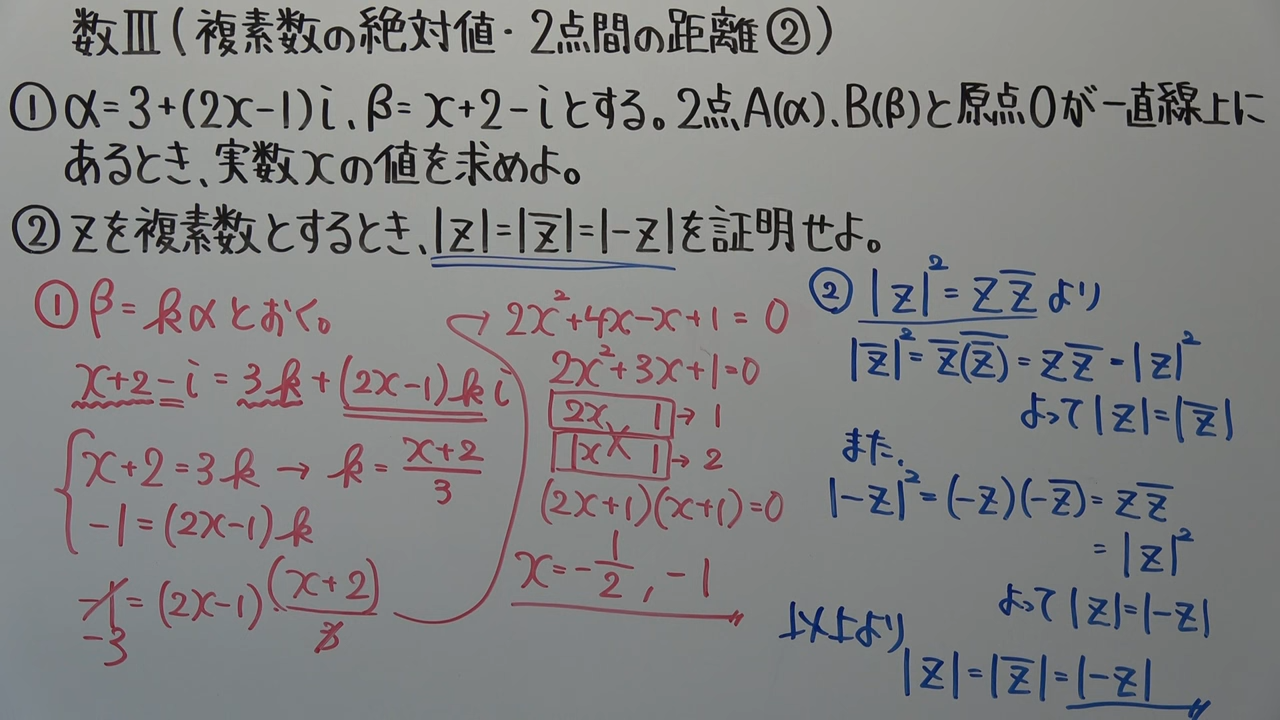 数Ⅲ(複素数の絶対値・2点間の距離②)
①α=3+(2x-1)i、β=x+2-iとする。2点A(α)、B(β)と原点Oが一直線上に
あるとき、実数xの値を求めよ。
②zを複素数とするとき、|z|=|z̅|=|-z|を証明せよ。
①β=kαとおく。
x+2-i=3k+(2x-1)ki
x+2=3k→k=(x+2)/3
-1=(2x-1)k
-1=(2x-1)(x+2)/3
-3
→2x²+4x-x+1=0
2x²+3x+1=0
2x 1→1
1x 1→2
(2x+1)(x+1)=0
x=-1/2, -1
②|z|²=zz̅より
|z̅|²=z̅(z̅)̅=zz̅=|z|²
よって|z|=|z̅|
また、
|-z|²=(-z)(-z̅)=zz̅
=|z|²
よって|z|=|-z|
以上より
|z|=|z̅|=|-z|